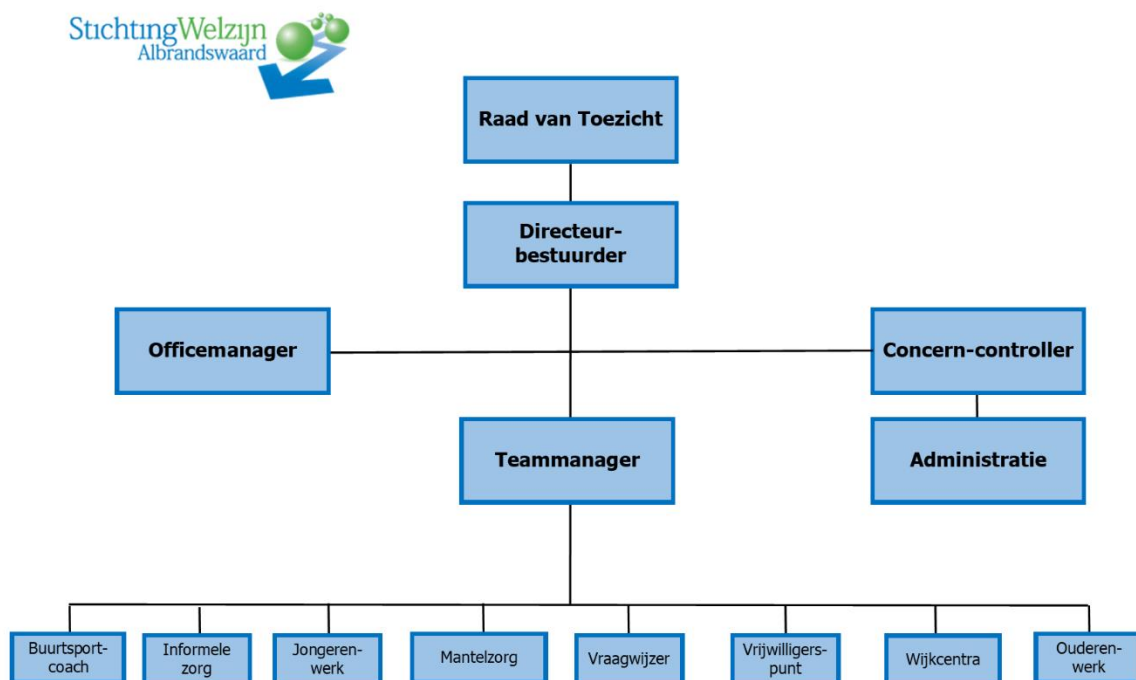 StichtingWelzijn
Albrandswaard
Raad van Toezicht
Directeur-
bestuurder
Officemanager
Concern-controller
Teammanager
Administratie
Buurtsport-
coach
Informele
zorg
Jongeren-
werk
Mantelzorg
Vraagwijzer
Vrijwilligers-
punt
Wijkcentra
Ouderen-
werk